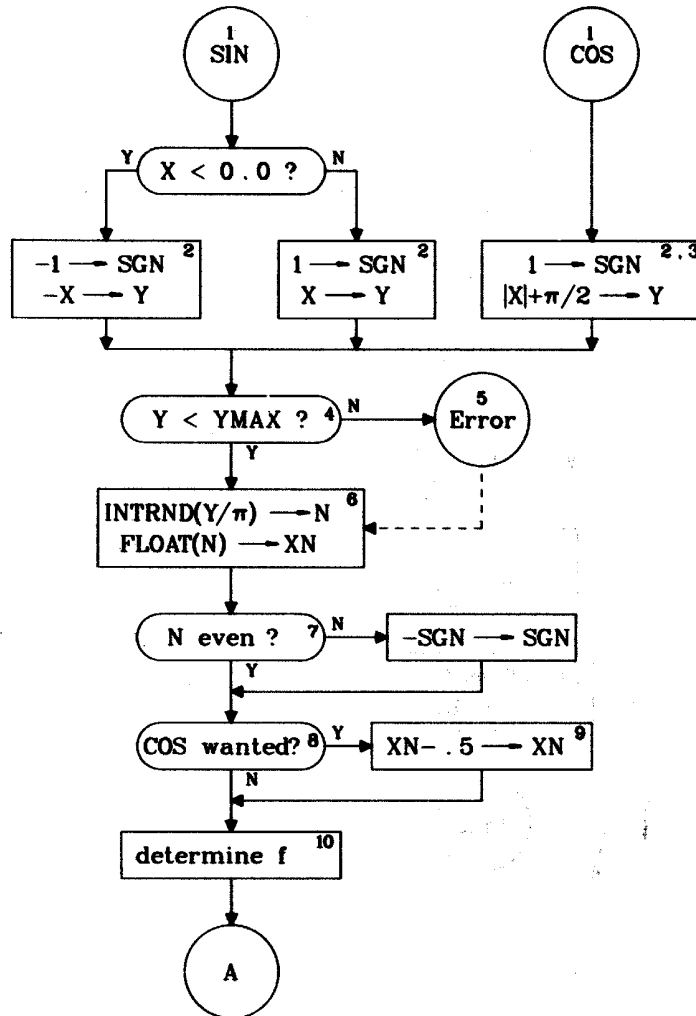 1
SIN
1
COS
X < 0.0 ?
Y
N
-1 → SGN 2
-X → Y
1 → SGN 2
X → Y
1 → SGN 2,3
|X|+π/2 → Y
Y < YMAX ? 4
N
Y
5
Error
INTRND(Y/π) → N 6
FLOAT(N) → XN
N even ? 7
N
Y
-SGN → SGN
COS wanted? 8
Y
N
XN- .5 → XN 9
determine f 10
A